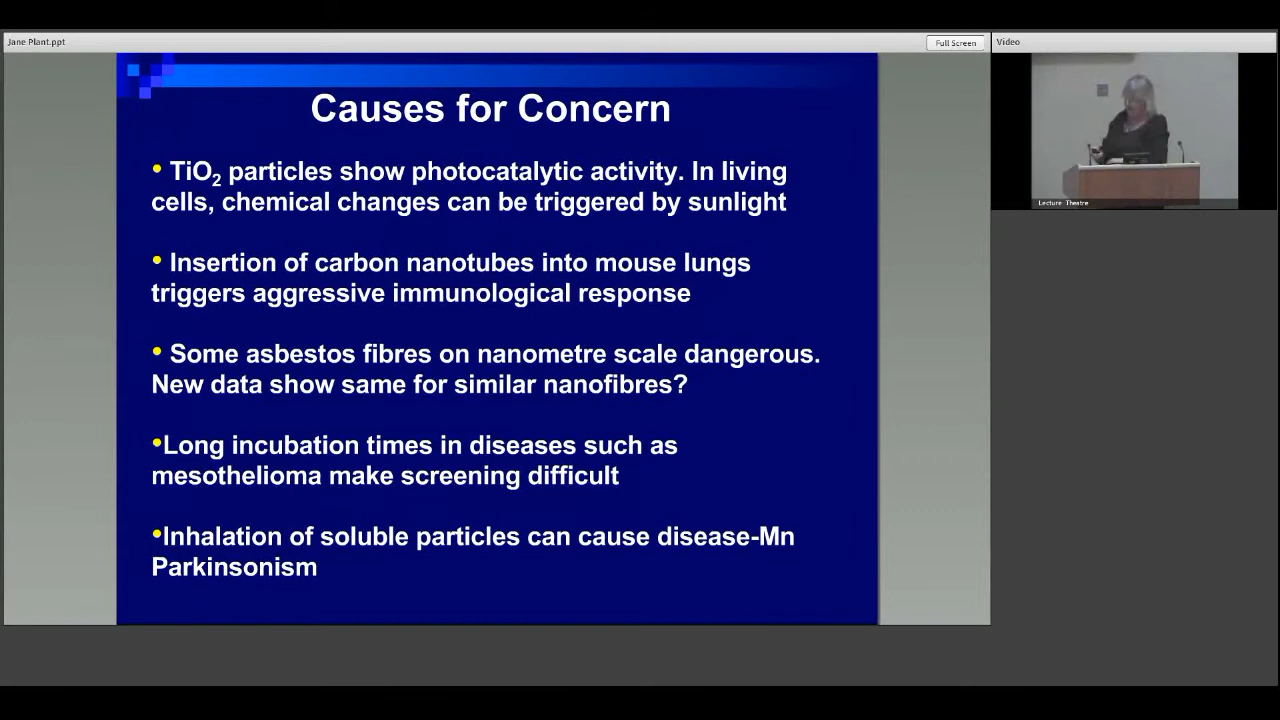 Jane Plant.ppt
Full Screen
Video
Causes for Concern
• TiO₂ particles show photocatalytic activity. In living
cells, chemical changes can be triggered by sunlight
• Insertion of carbon nanotubes into mouse lungs
triggers aggressive immunological response
• Some asbestos fibres on nanometre scale dangerous.
New data show same for similar nanofibres?
•Long incubation times in diseases such as
mesothelioma make screening difficult
•Inhalation of soluble particles can cause disease-Mn
Parkinsonism
Lecture Theatre